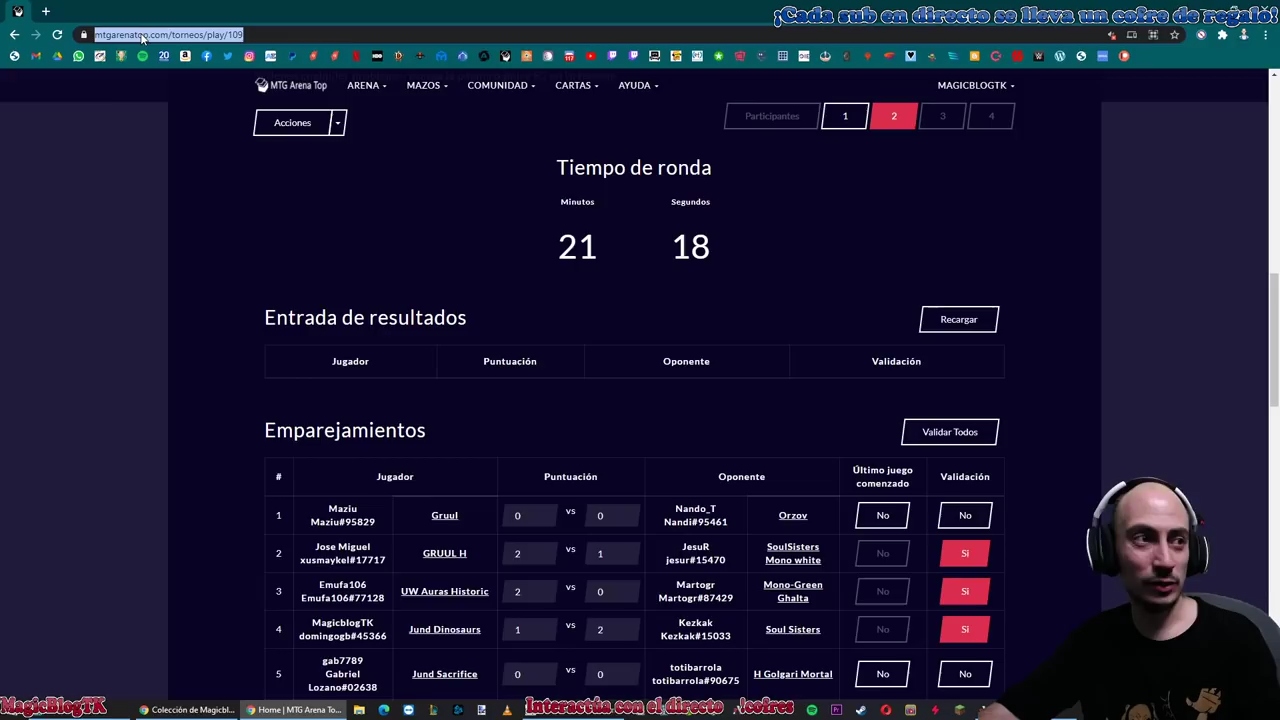 ¡Cada sub en directo se lleva un cofre de regalo!
mtgarenatop.com/torneos/play/109
MTG Arena Top
ARENA
MAZOS
COMUNIDAD
CARTAS
AYUDA
MAGICBLOGTK
Acciones
Participantes
1
2
3
4
Tiempo de ronda
Minutos
Segundos
21
18
Entrada de resultados
Recargar
Jugador
Puntuación
Oponente
Validación
Emparejamientos
Validar Todos
#
Jugador
Puntuación
Oponente
Último juego
comenzado
Validación
1
Maziu
Maziu#95829
Gruul
0
vs
0
Nando_T
Nandi#95461
Orzov
No
No
2
Jose Miguel
xusmaykel#17717
GRUUL H
2
vs
1
JesuR
jesur#15470
SoulSisters
Mono white
No
Si
3
Emufa106
Emufa106#77128
UW Auras Historic
2
vs
0
Martogr
Martogr#87429
Mono-Green
Ghalta
No
Si
4
MagicblogTK
domingogb#45366
Jund Dinosaurs
1
vs
2
Kezkak
Kezkak#15033
Soul Sisters
No
Si
5
gab7789
Gabriel
Lozano#02638
Jund Sacrifice
0
vs
0
totibarrola
totibarrola#90675
H Golgari Mortal
No
No
MagicBlogTK
Colección de Magicbl...
Home | MTG Arena Top...
Interactúa con el directo
!cofres